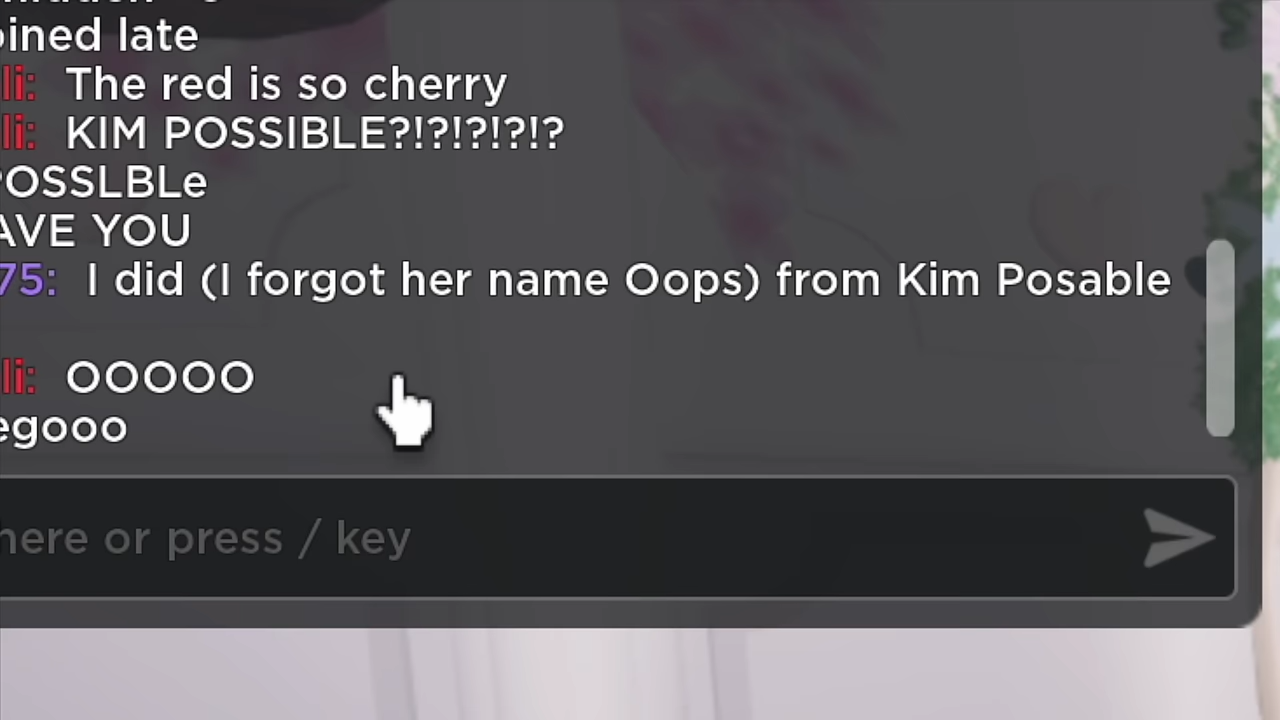 oined late
li: The red is so cherry
li: KIM POSSIBLE?!?!?!?!?
POSSLBLe
AVE YOU
75: I did (I forgot her name Oops) from Kim Posable
li: OOOOO
egooo
here or press / key